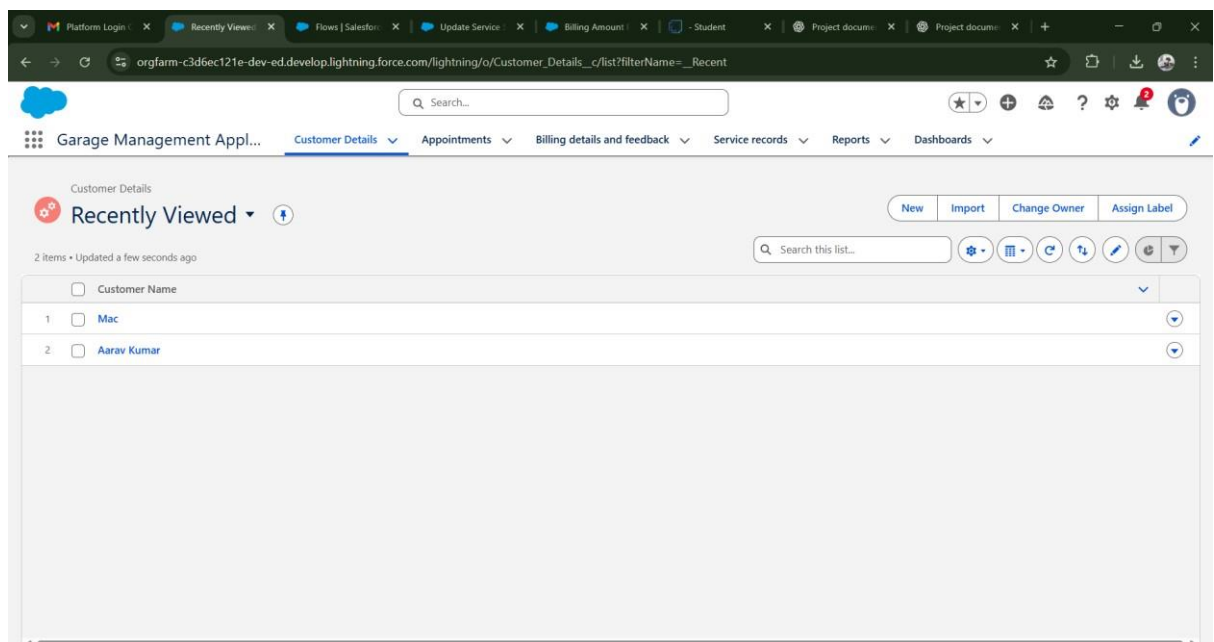 Platform Login Recently Viewed Flows | Salesfor Update Service Billing Amount - Student Project docume Project docume
orgfarm-c3d6ec121e-dev-ed.develop.lightning.force.com/lightning/o/Customer_Details__c/list?filterName=__Recent
Search...
2
Garage Management Appl... Customer Details Appointments Billing details and feedback Service records Reports Dashboards
Customer Details
Recently Viewed
New Import Change Owner Assign Label
2 items • Updated a few seconds ago
Search this list...
Customer Name
1 Mac
2 Aarav Kumar